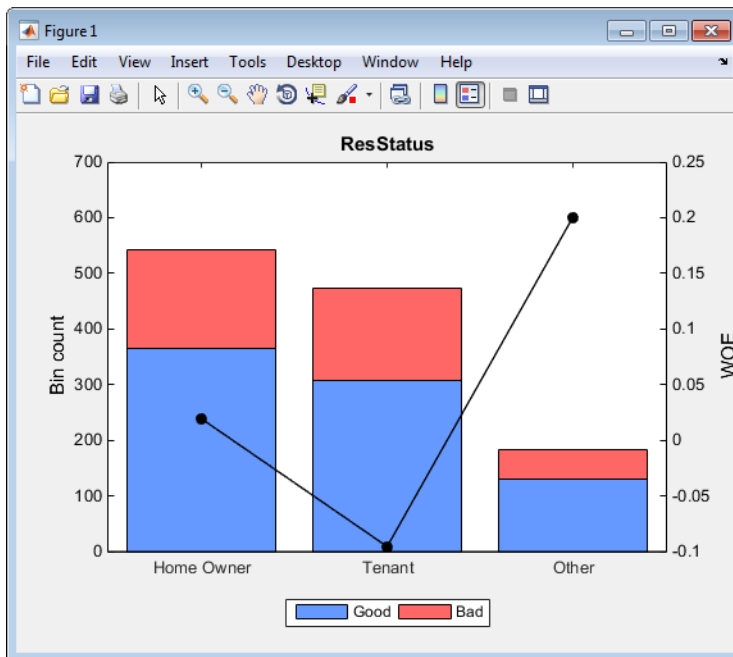 Figure 1
File Edit View Insert Tools Desktop Window Help
ResStatus
700 0.25
600 0.2
500 0.15
400 0.1
300 0.05
200 0
100 -0.05
0 -0.1
Bin count
WOE
Home Owner Tenant Other
Good Bad